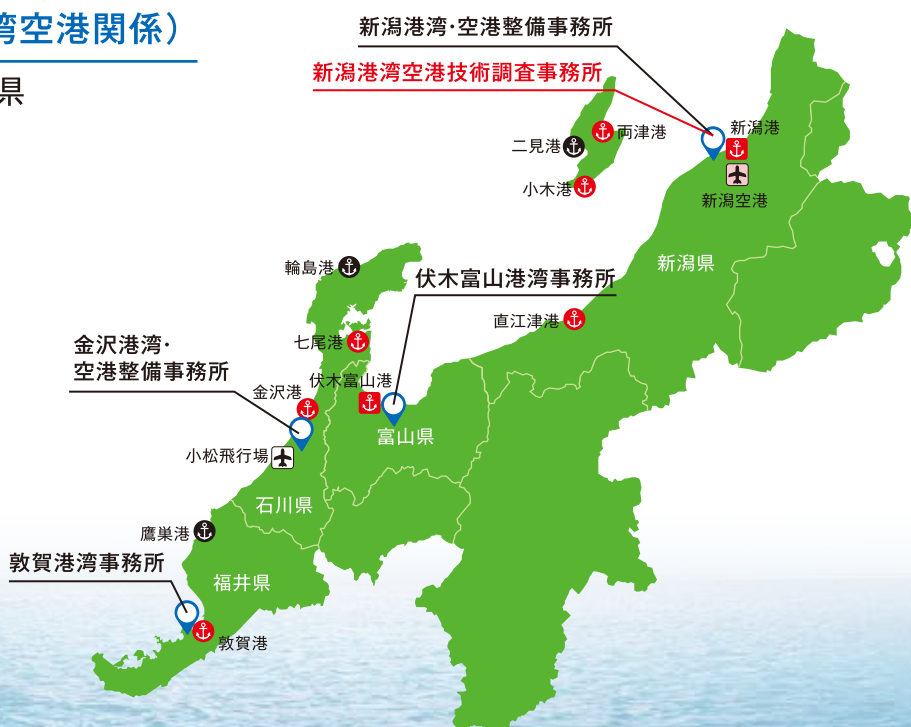 湾空港関係）
県
新潟港湾･空港整備事務所
新潟港湾空港技術調査事務所
両津港
新潟港
二見港
小木港
新潟空港
新潟県
輪島港
伏木富山港湾事務所
直江津港
七尾港
金沢港湾･
空港整備事務所
伏木富山港
金沢港
富山県
小松飛行場
石川県
鷹巣港
敦賀港湾事務所
福井県
敦賀港